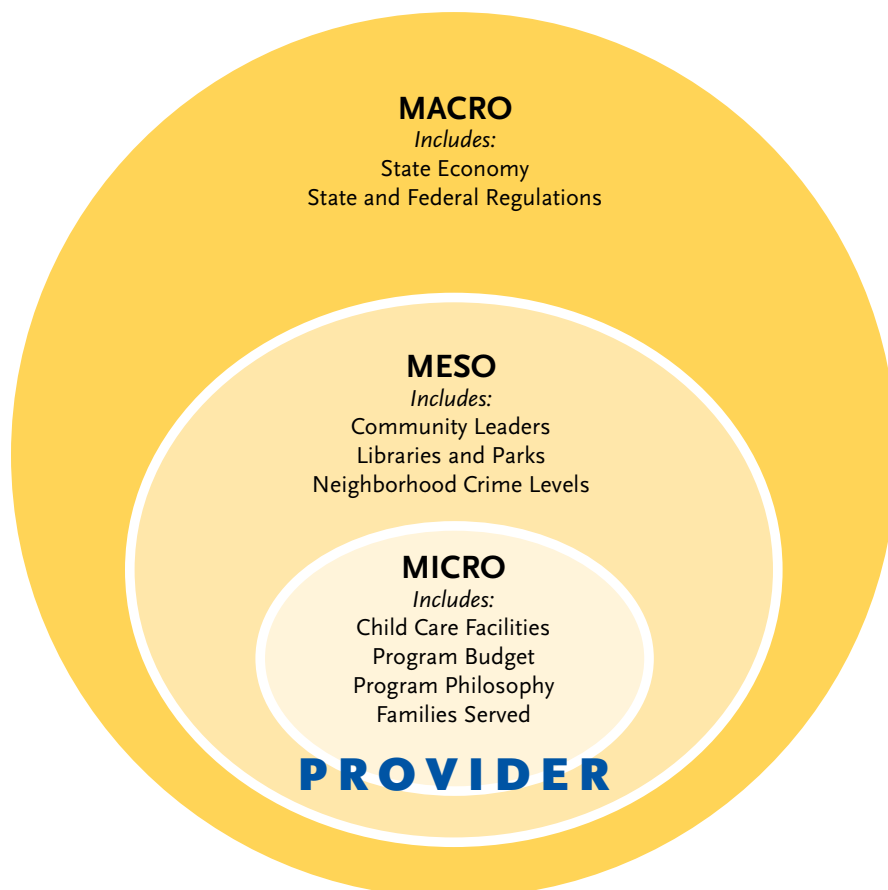 MACRO
Includes:
State Economy
State and Federal Regulations
MESO
Includes:
Community Leaders
Libraries and Parks
Neighborhood Crime Levels
MICRO
Includes:
Child Care Facilities
Program Budget
Program Philosophy
Families Served
PROVIDER